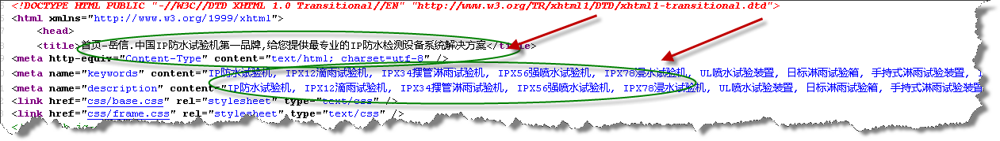 <!DOCTYPE HTML PUBLIC "-//W3C//DTD XHTML 1.0 Transitional//EN" "http://www.w3.org/TR/xhtml1/DTD/xhtml1-transitional.dtd">
<html xmlns="http://www.w3.org/1999/xhtml">
<head>
<title>首页-岳信.中国IP防水试验机第一品牌,给您提供最专业的IP防水检测设备系统解决方案</title>
<meta http-equiv="Content-Type" content="text/html; charset=utf-8" />
<meta name="keywords" content="IP防水试验机, IPX12滴雨试验机, IPX34摆管淋雨试验机, IPX56强喷水试验机, IPX78浸水试验机, UL喷水试验装置, 日标淋雨试验箱, 手持式淋雨试验装置,
<meta name="description" content="IP防水试验机, IPX12滴雨试验机, IPX34摆管淋雨试验机, IPX56强喷水试验机, IPX78浸水试验机, UL喷水试验装置, 日标淋雨试验箱, 手持式淋雨试验装置
<link href="css/base.css" rel="stylesheet" type="text/css" />
<link href="css/frame.css" rel="stylesheet" type="text/css" />